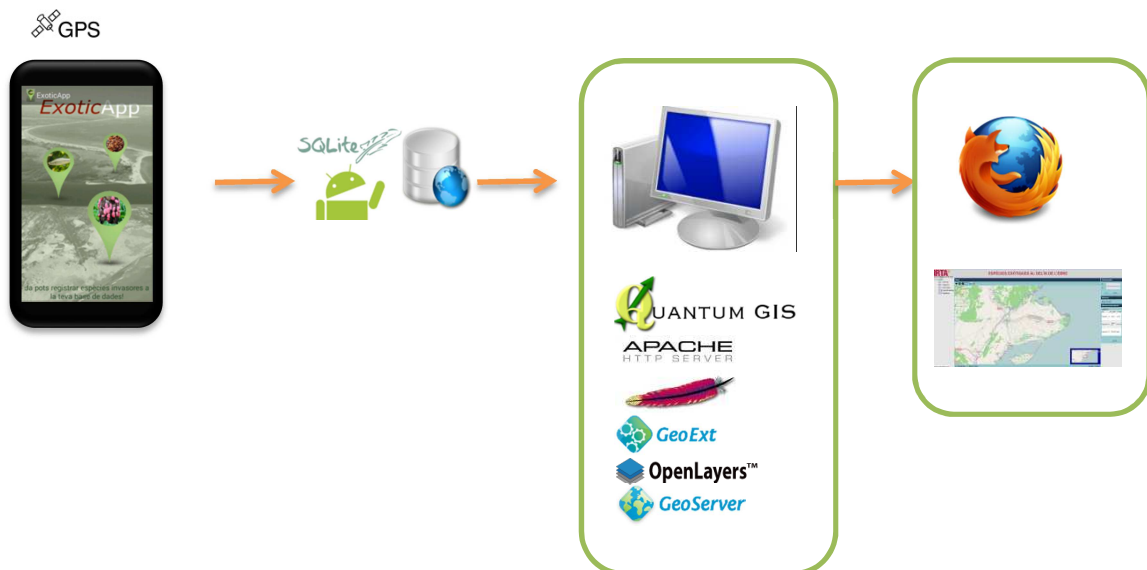 GPS
ExoticApp
ExoticApp
Ja pots registrar espècies invasores a
la teva base de dades!
SQLite
QUANTUM GIS
APACHE
HTTP SERVER
GeoExt
OpenLayers™
GeoServer
IRTA